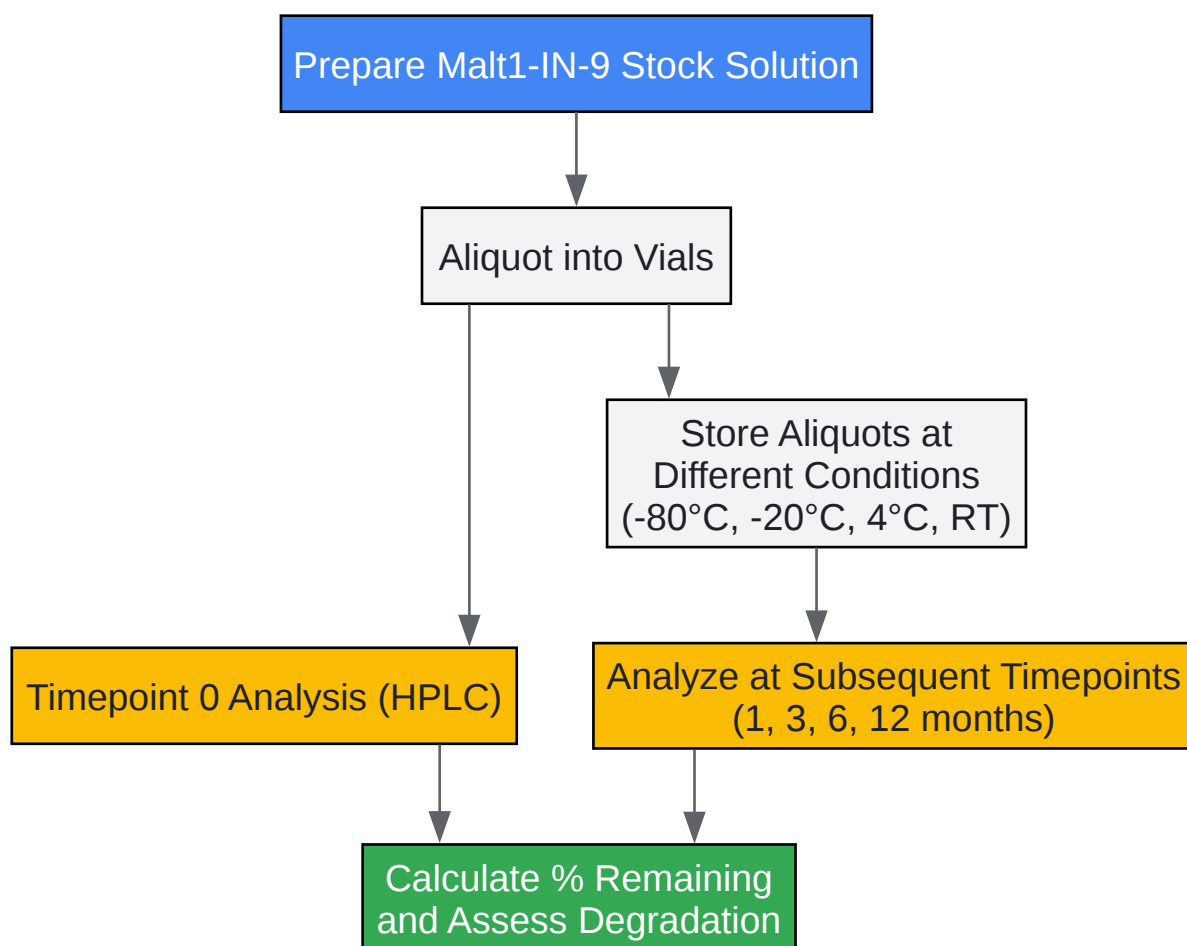 Prepare Malt1-IN-9 Stock Solution
Aliquot into Vials
Store Aliquots at
Different Conditions
(-80°C, -20°C, 4°C, RT)
Timepoint 0 Analysis (HPLC)
Analyze at Subsequent Timepoints
(1, 3, 6, 12 months)
Calculate % Remaining
and Assess Degradation